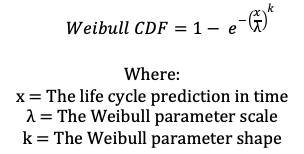 Weibull CDF = 1 − e^−(x/λ)^k
Where:
x = The life cycle prediction in time
λ = The Weibull parameter scale
k = The Weibull parameter shape